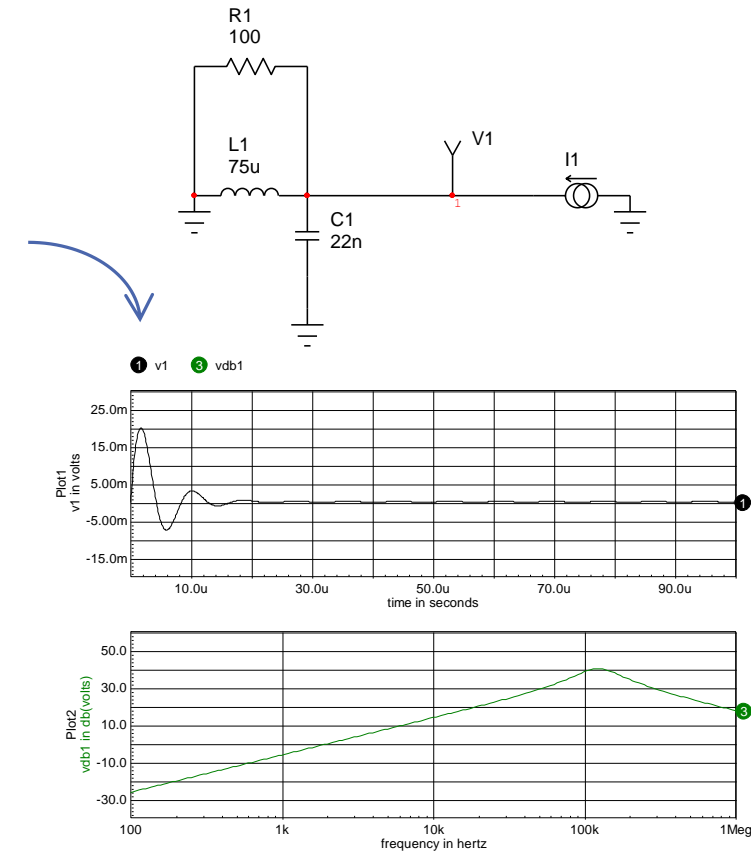 R1
100
L1
75u
V1
I1
1
C1
22n
1 v1 3 vdb1
25.0m
15.0m
5.00m
-5.00m
-15.0m
Plot1
v1 in volts
1
10.0u 30.0u 50.0u 70.0u 90.0u
time in seconds
50.0
30.0
10.0
-10.0
-30.0
Plot2
vdb1 in db(volts)
3
100 1k 10k 100k 1Meg
frequency in hertz